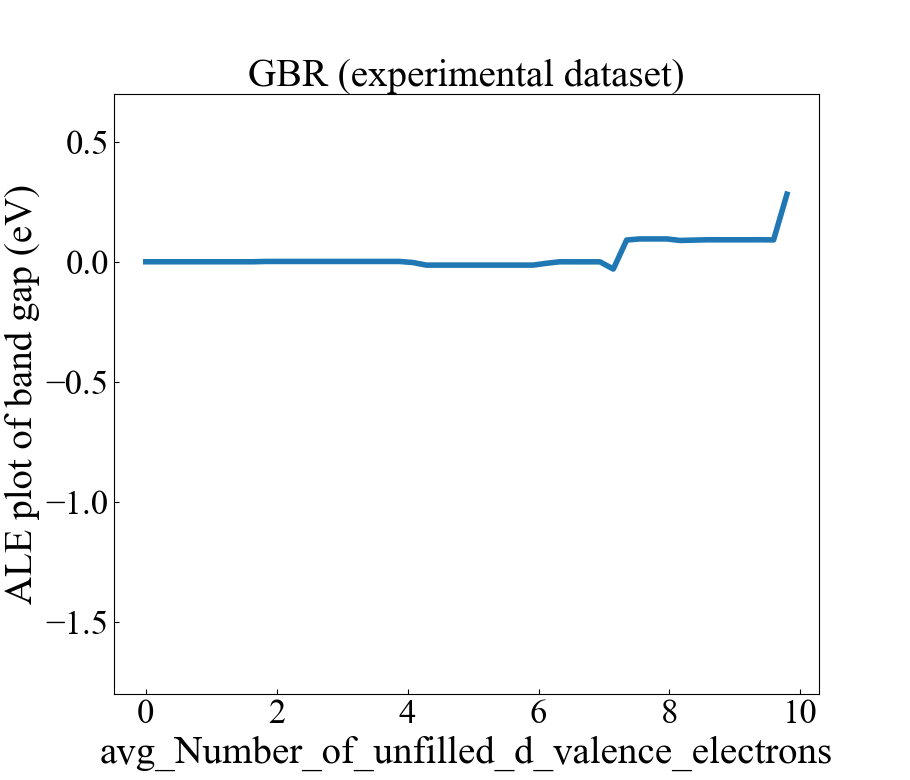 GBR (experimental dataset)
ALE plot of band gap (eV)
0.5
0.0
−0.5
−1.0
−1.5
0 2 4 6 8 10
avg_Number_of_unfilled_d_valence_electrons